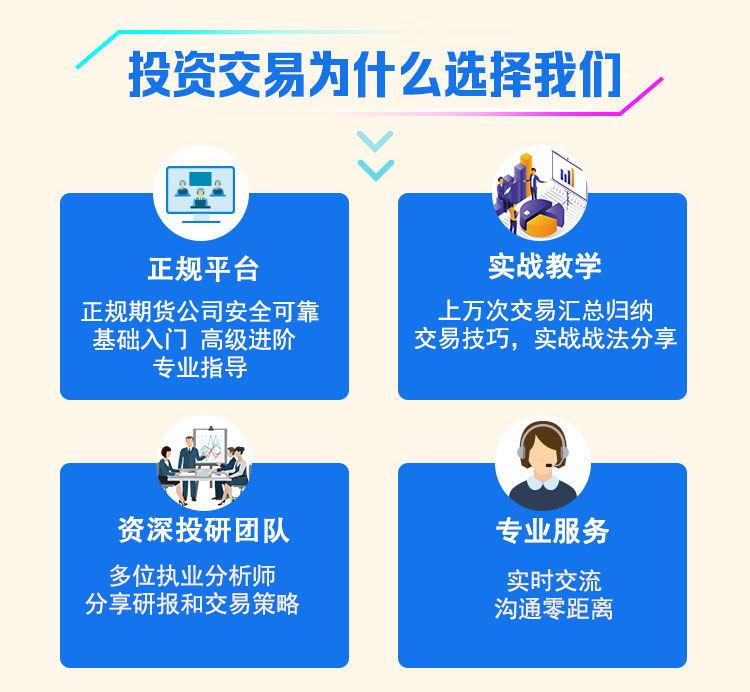 投资交易为什么选择我们
正规平台
正规期货公司安全可靠
基础入门 高级进阶
专业指导
实战教学
上万次交易汇总归纳
交易技巧，实战战法分享
资深投研团队
多位执业分析师
分享研报和交易策略
专业服务
实时交流
沟通零距离